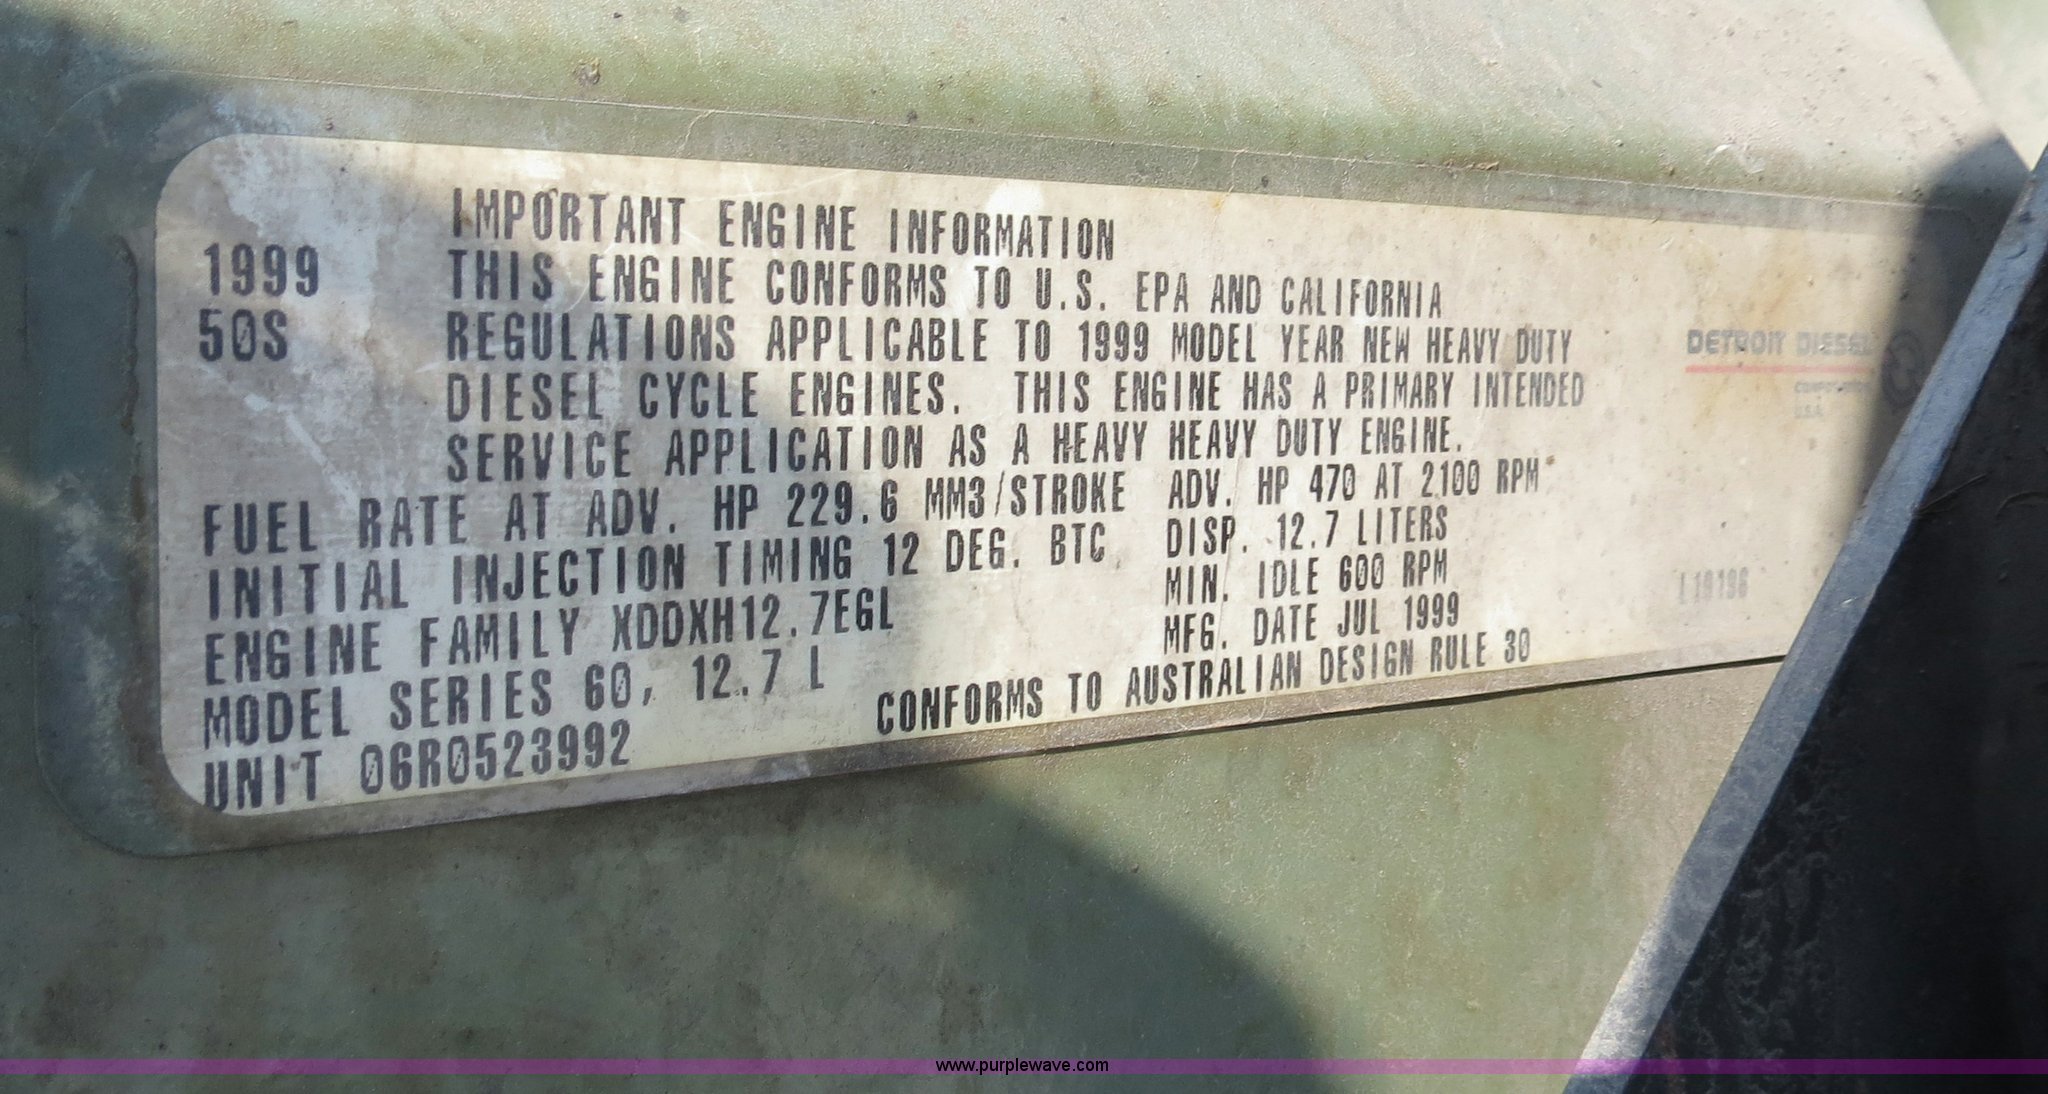 IMPORTANT ENGINE INFORMATION
1999 THIS ENGINE CONFORMS TO U.S. EPA AND CALIFORNIA
50S REGULATIONS APPLICABLE TO 1999 MODEL YEAR NEW HEAVY DUTY
DIESEL CYCLE ENGINES. THIS ENGINE HAS A PRIMARY INTENDED
SERVICE APPLICATION AS A HEAVY HEAVY DUTY ENGINE.
FUEL RATE AT ADV. HP 229.6 MM3/STROKE ADV. HP 470 AT 2100 RPM
INITIAL INJECTION TIMING 12 DEG. BTC DISP. 12.7 LITERS
ENGINE FAMILY XDDXH12.7EGL MIN. IDLE 600 RPM
MODEL SERIES 60, 12.7 L MFG. DATE JUL 1999
UNIT 06R0523992 CONFORMS TO AUSTRALIAN DESIGN RULE 30
DETROIT DIESEL
CORPORATION
U.S.A.
L19196
www.purplewave.com